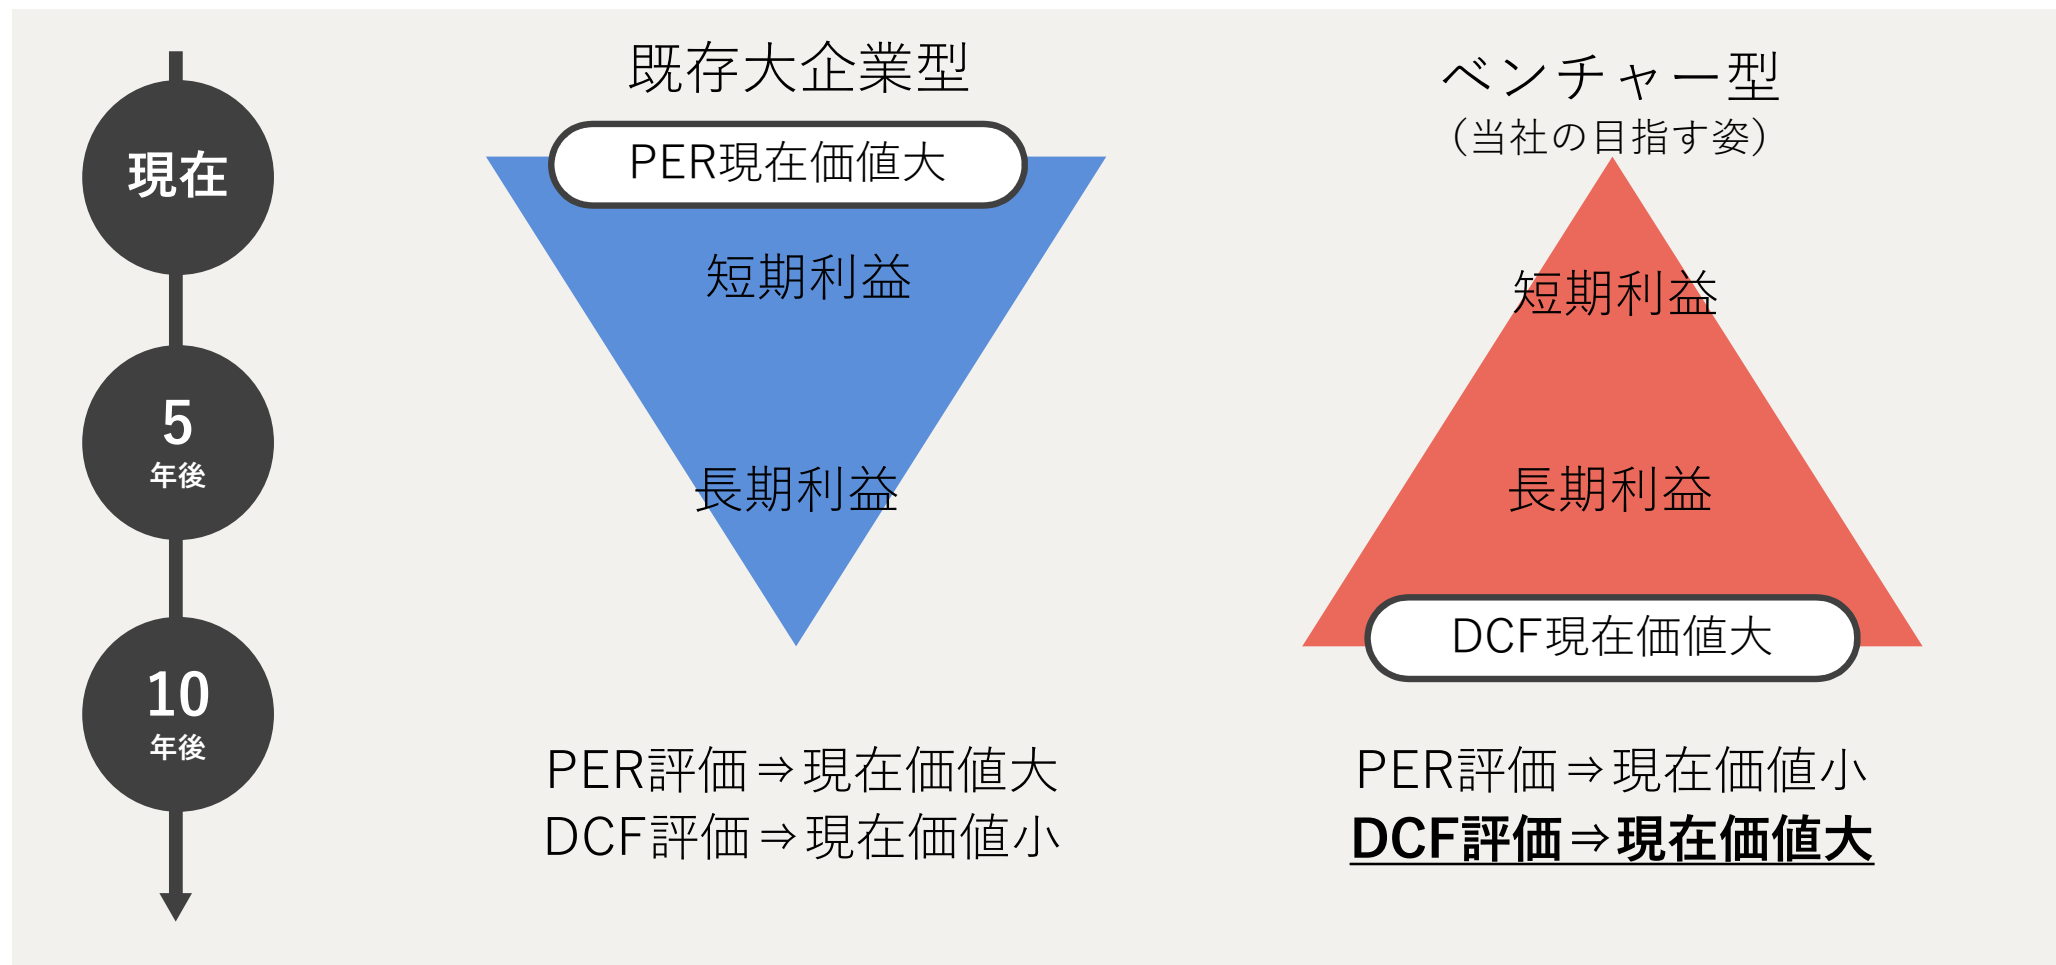 現在
5
年後
10
年後
既存大企業型
PER現在価値大
短期利益
長期利益
PER評価⇒現在価値大
DCF評価⇒現在価値小
ベンチャー型
（当社の目指す姿）
短期利益
長期利益
DCF現在価値大
PER評価⇒現在価値小
DCF評価⇒現在価値大